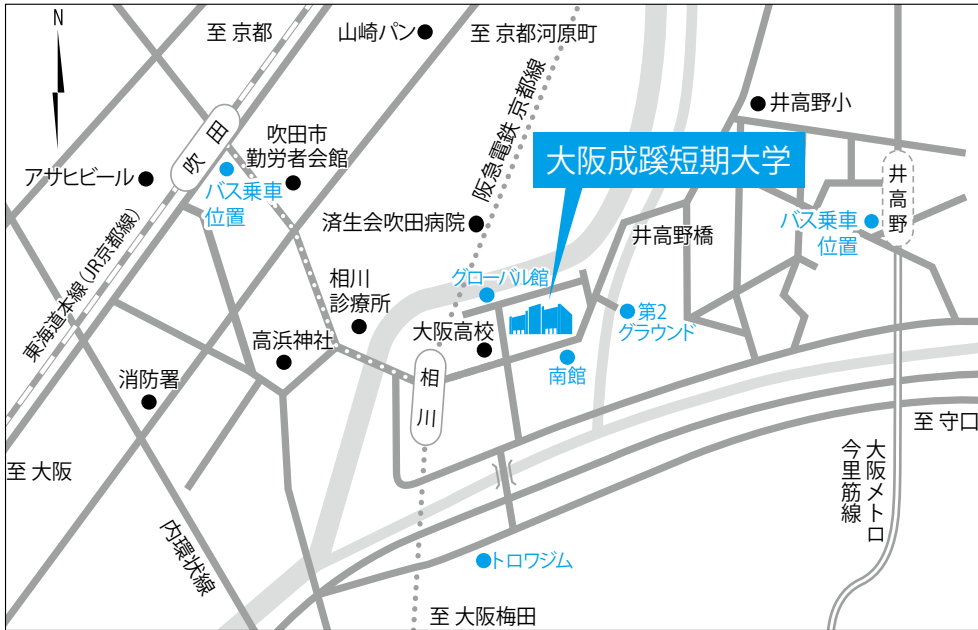 N
至 京都
山崎パン
至 京都河原町
阪急電鉄 京都線
井高野小
吹田
吹田市
勤労者会館
大阪成蹊短期大学
アサヒビール
バス乗車
位置
井高野
済生会吹田病院
井高野橋
バス乗車
位置
東海道本線(JR京都線)
相川
診療所
グローバル館
第2
グラウンド
高浜神社
大阪高校
南館
消防署
相川
至 守口
至 大阪
大阪メトロ
今里筋線
内環状線
トロワジム
至 大阪梅田